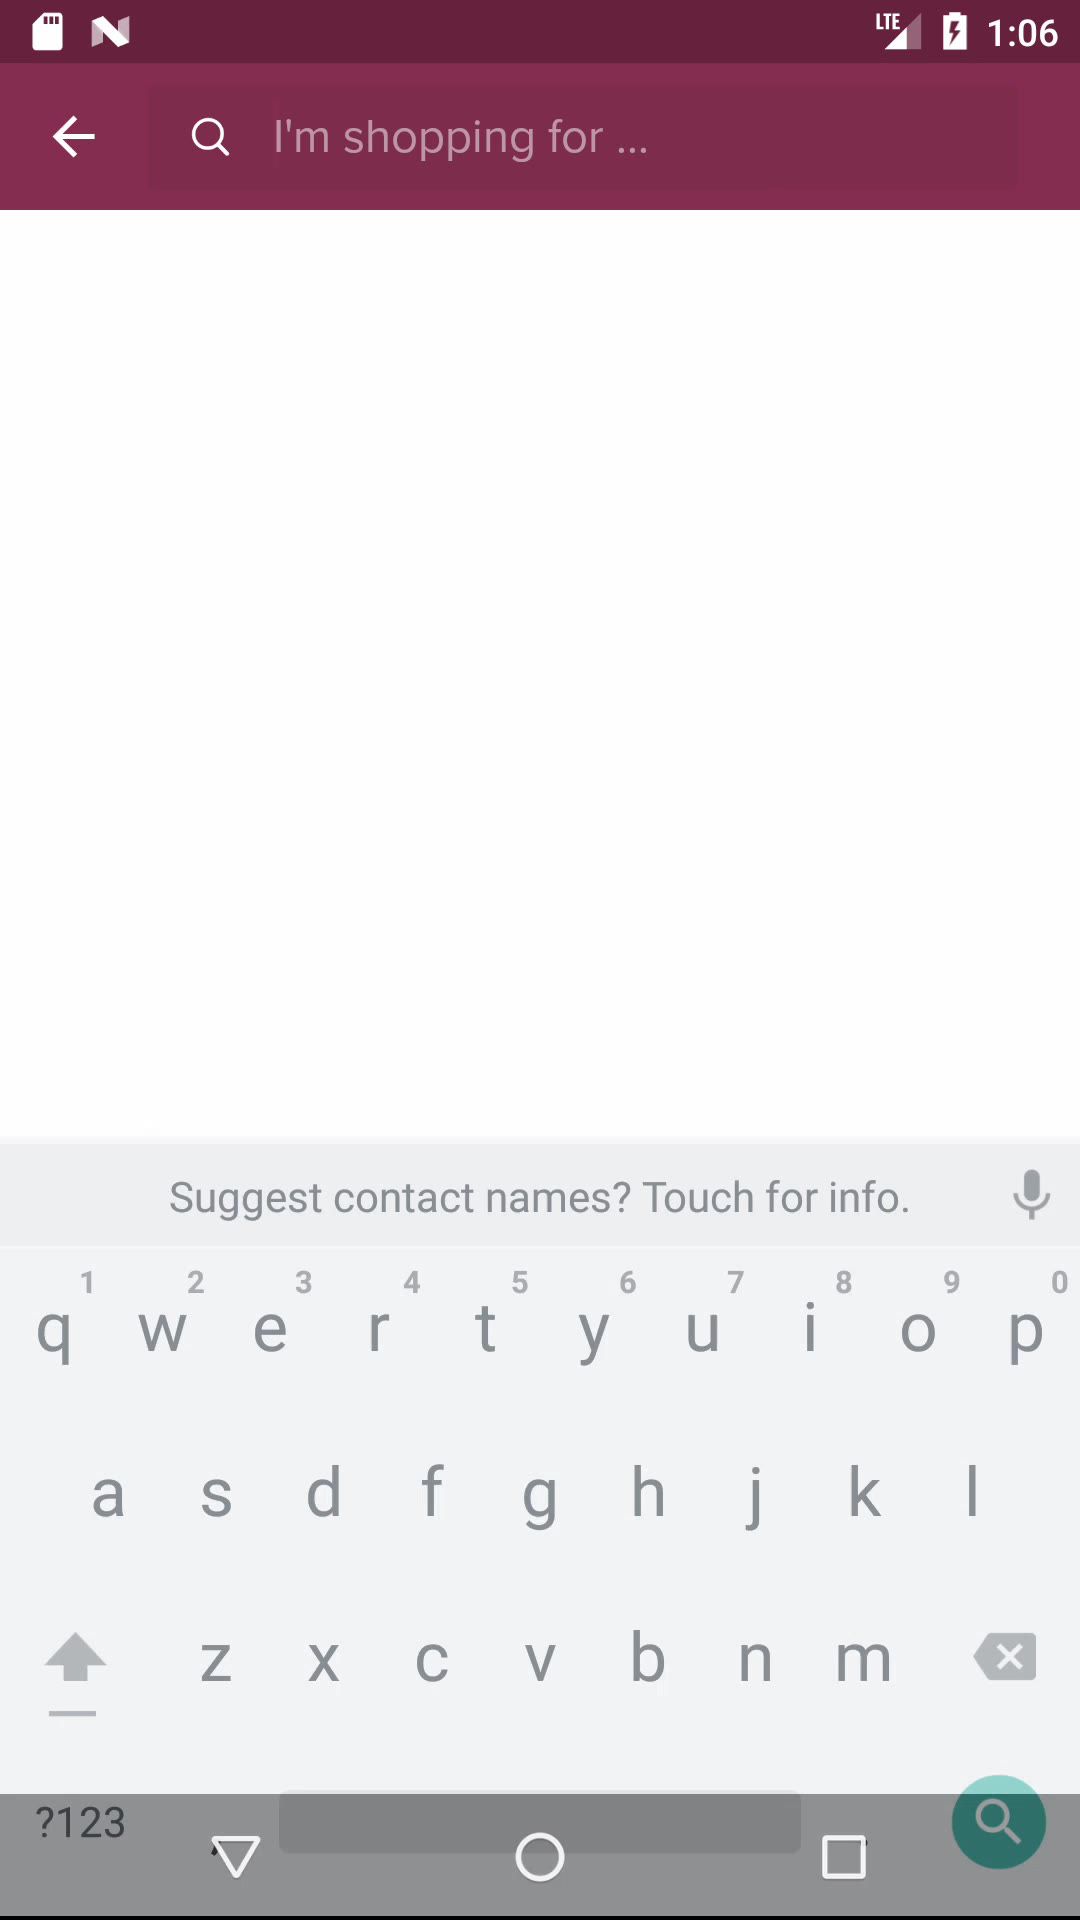 LTE 1:06
I'm shopping for ...
Suggest contact names? Touch for info.
1 2 3 4 5 6 7 8 9 0
q w e r t y u i o p
a s d f g h j k l
z x c v b n m
?123